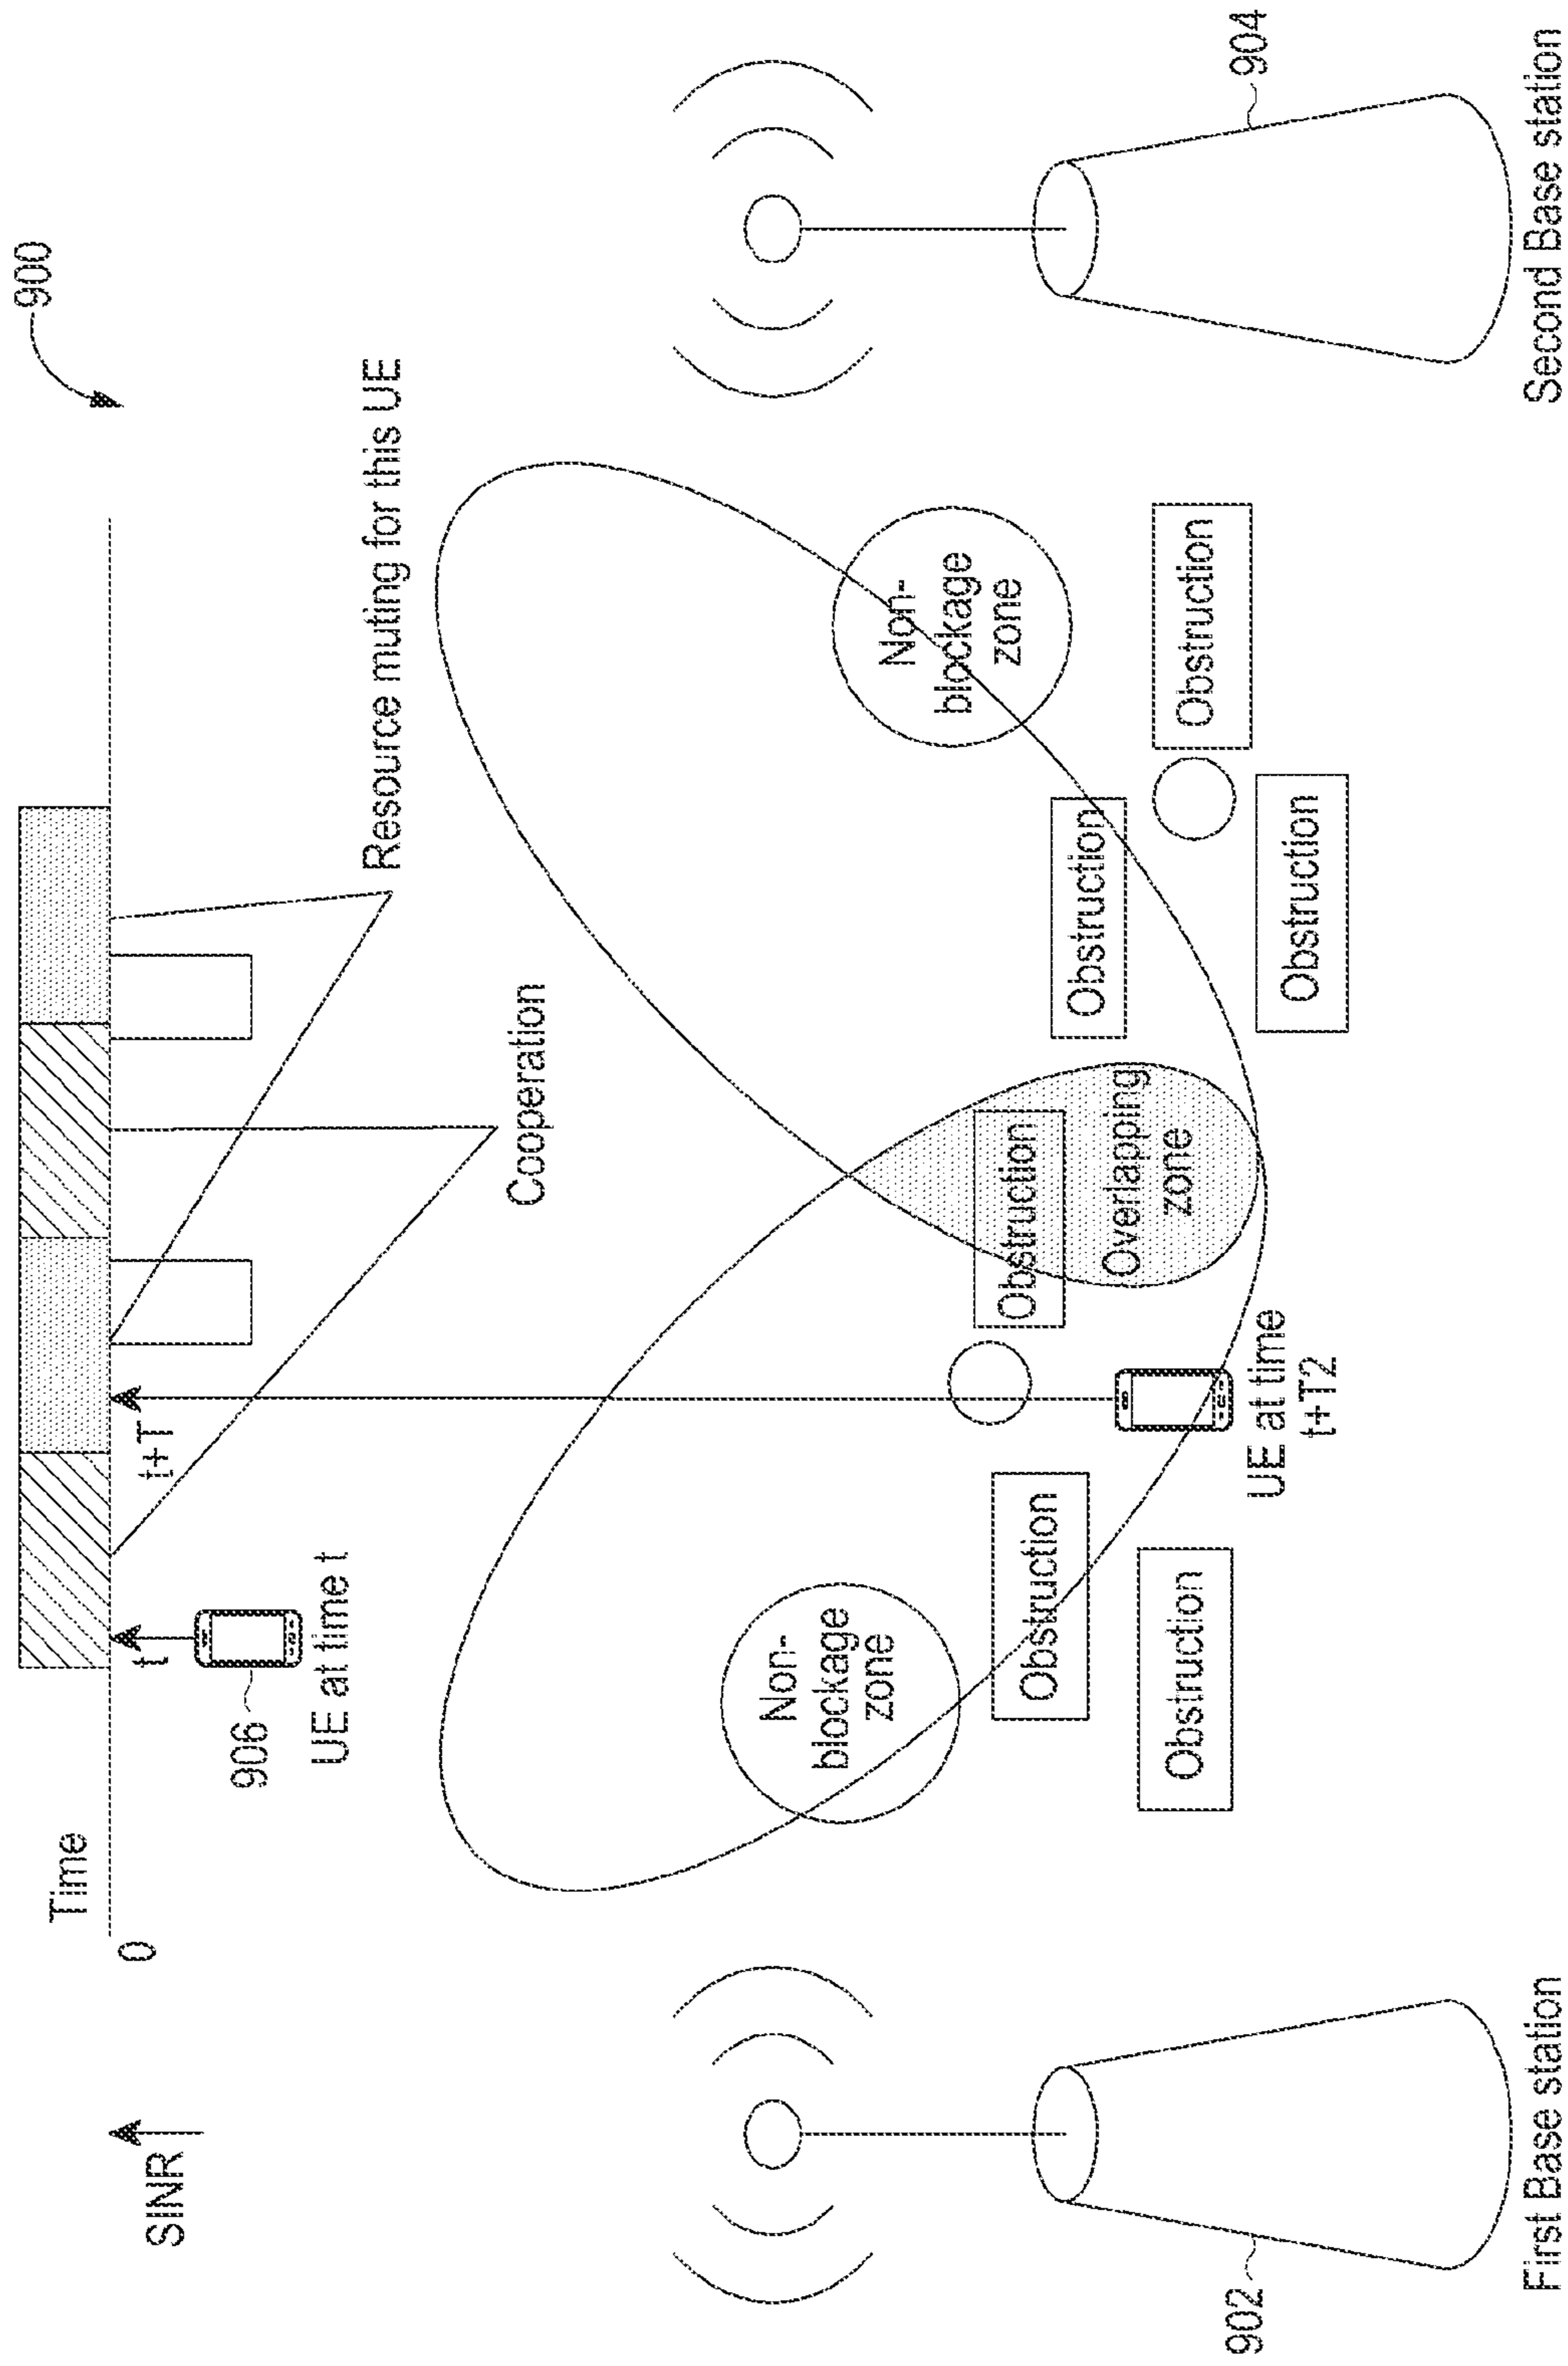 900
Time
0
SINR
t
t+T
906
UE at time t
Resource muting for this UE
Cooperation
Non-
blockage
zone
Non-
blockage
zone
Obstruction
Obstruction
Obstruction
Obstruction
Obstruction
Obstruction
Overlapping
zone
UE at time
t+T2
902
904
First Base station
Second Base station